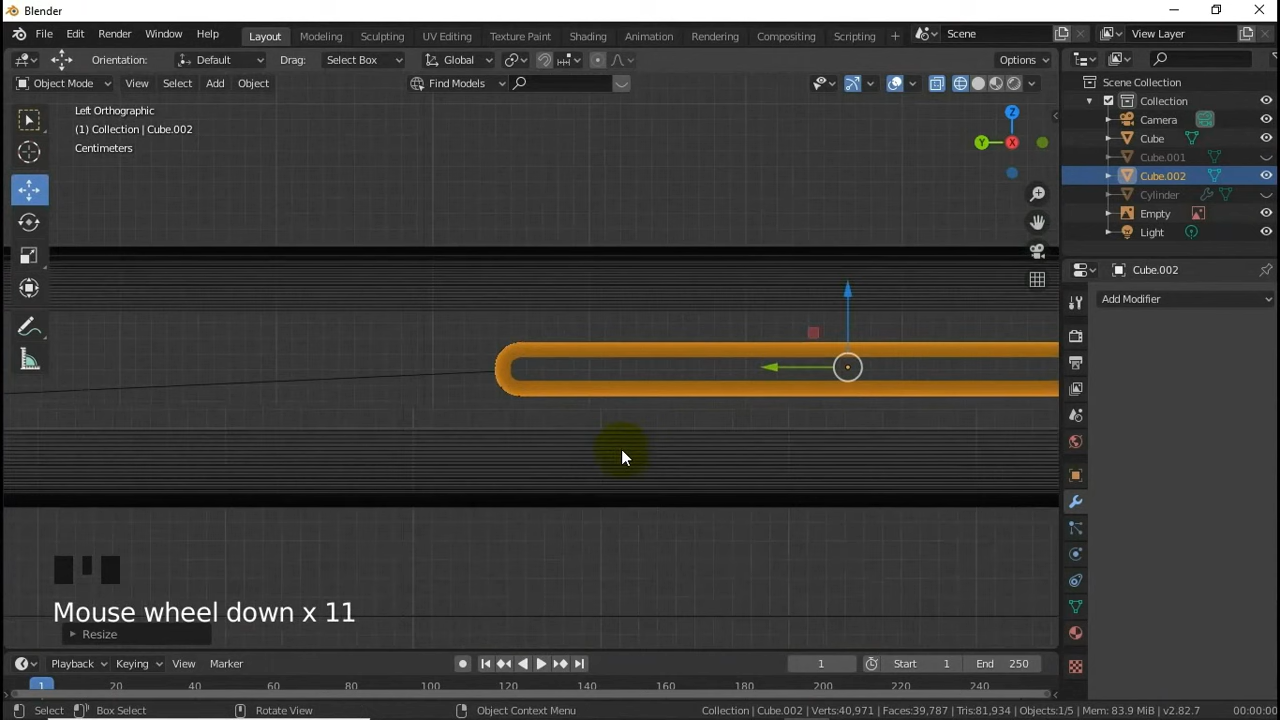 Blender
File Edit Render Window Help Layout Modeling Sculpting UV Editing Texture Paint Shading Animation Rendering Compositing Scripting + Scene View Layer
Orientation: Default Drag: Select Box Global Options
Object Mode View Select Add Object Find Models
Scene Collection
Collection
Camera
Cube
Cube.001
Cube.002
Cylinder
Empty
Light
Left Orthographic
(1) Collection | Cube.002
Centimeters
Z
Y
X
Cube.002
Add Modifier
Mouse wheel down x 11
Resize
Playback Keying View Marker 1 Start 1 End 250
1 20 40 60 80 100 120 140 160 180 200 220 240
Select Box Select Rotate View Object Context Menu Collection | Cube.002 | Verts:40,971 | Faces:39,787 | Tris:81,934 | Objects:1/5 | Mem: 83.9 MiB | v2.82.7
00:00:00